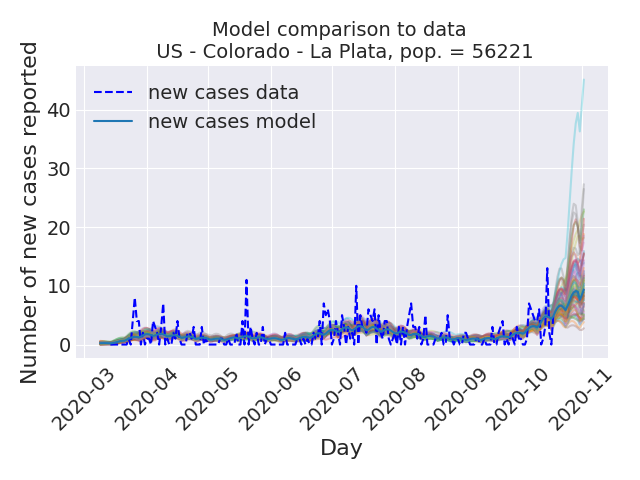 Model comparison to data
US - Colorado - La Plata, pop. = 56221
new cases data
new cases model
Number of new cases reported
40
30
20
10
0
2020-03
2020-04
2020-05
2020-06
2020-07
2020-08
2020-09
2020-10
2020-11
Day